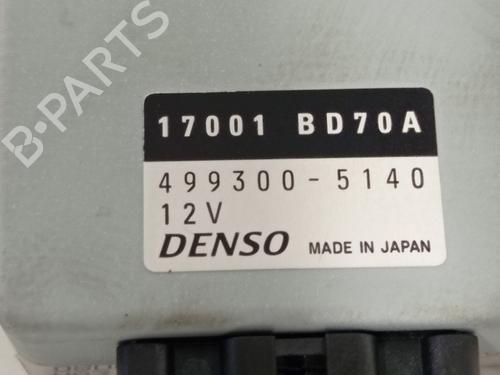 B-PARTS
17001 BD70A
499300-5140
12V
DENSO MADE IN JAPAN